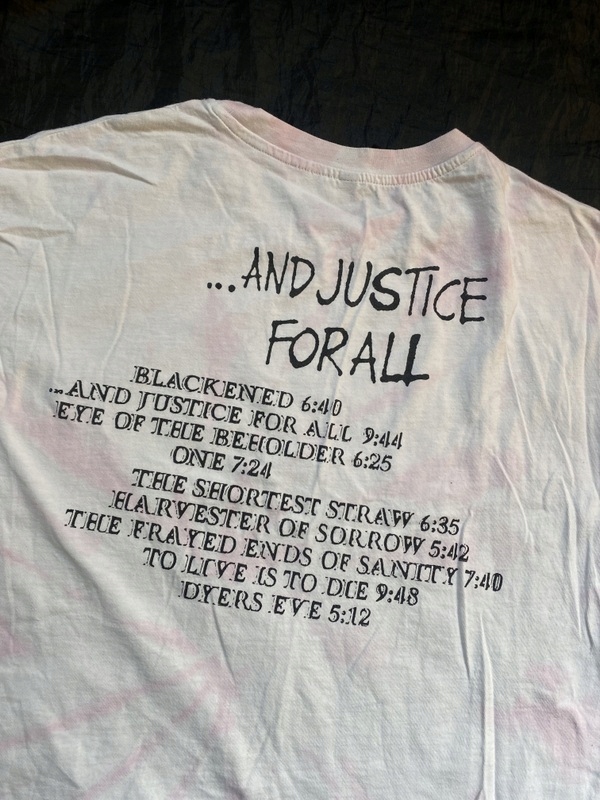 ...AND JUSTICE
FOR ALL
BLACKENED 6:40
...AND JUSTICE FOR ALL 9:44
EYE OF THE BEHOLDER 6:25
ONE 7:24
THE SHORTEST STRAW 6:35
HARVESTER OF SORROW 5:42
THE FRAYED ENDS OF SANITY 7:40
TO LIVE IS TO DIE 9:48
DYERS EVE 5:12